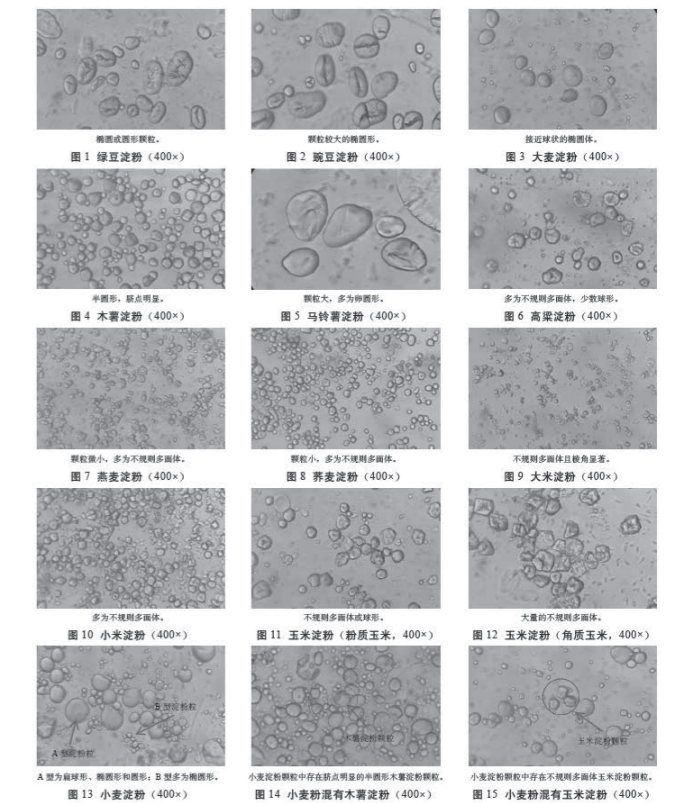 椭圆或圆形颗粒。
图 1 绿豆淀粉（400×）
颗粒较大的椭圆形。
图 2 豌豆淀粉（400×）
接近球状的椭圆体。
图 3 大麦淀粉（400×）
半圆形，脐点明显。
图 4 木薯淀粉（400×）
颗粒大，多为卵圆形。
图 5 马铃薯淀粉（400×）
多为不规则多面体，少数球形。
图 6 高粱淀粉（400×）
颗粒微小，多为不规则多面体。
图 7 燕麦淀粉（400×）
颗粒小，多为不规则多面体。
图 8 荞麦淀粉（400×）
不规则多面体且棱角显著。
图 9 大米淀粉（400×）
多为不规则多面体。
图 10 小米淀粉（400×）
不规则多面体或球形。
图 11 玉米淀粉（粉质玉米，400×）
大量的不规则多面体。
图 12 玉米淀粉（角质玉米，400×）
B 型淀粉粒
A 型淀粉粒
A 型为扁球形、椭圆形和圆形；B 型多为椭圆形。
图 13 小麦淀粉（400×）
木薯淀粉颗粒
小麦淀粉颗粒中存在脐点明显的半圆形木薯淀粉颗粒。
图 14 小麦粉混有木薯淀粉（400×）
玉米淀粉颗粒
小麦淀粉颗粒中存在不规则多面体玉米淀粉颗粒。
图 15 小麦粉混有玉米淀粉（400×）